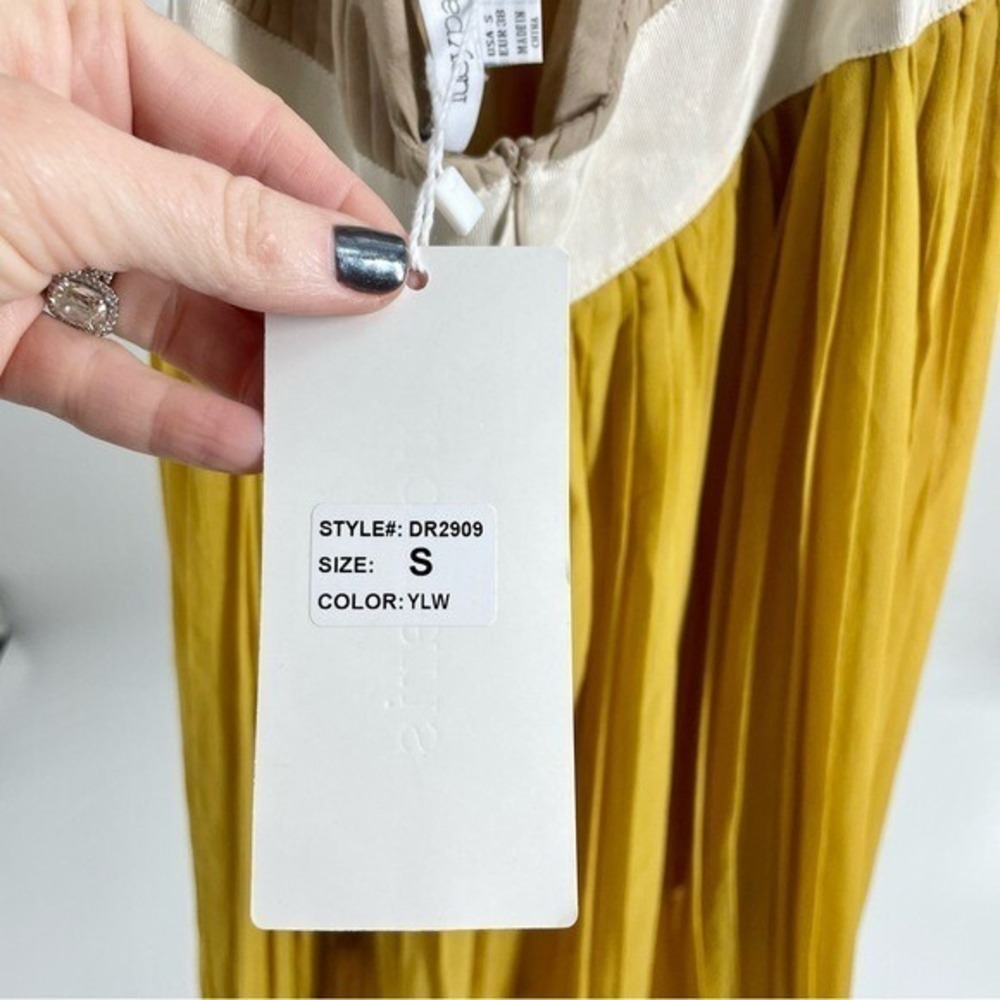 USA S
EUR 38
MADE IN
CHINA
STYLE#: DR2909
SIZE: S
COLOR: YLW